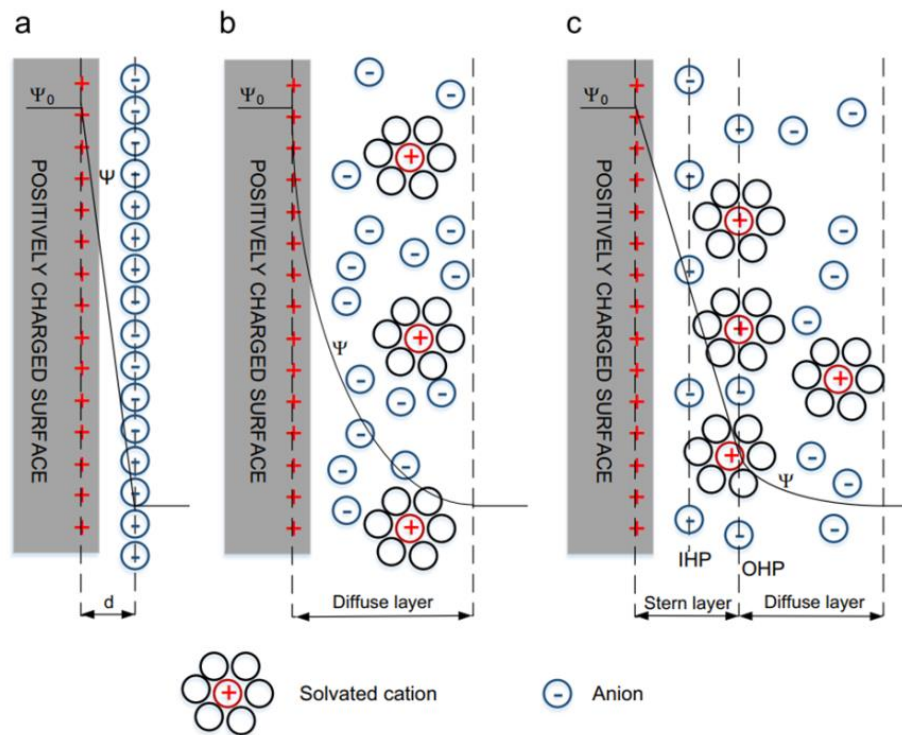 a
b
c
Ψ0
Ψ0
Ψ0
Ψ
POSITIVELY CHARGED SURFACE
POSITIVELY CHARGED SURFACE
POSITIVELY CHARGED SURFACE
Ψ
Ψ
IHP
OHP
d
Diffuse layer
Stern layer
Diffuse layer
Solvated cation
Anion